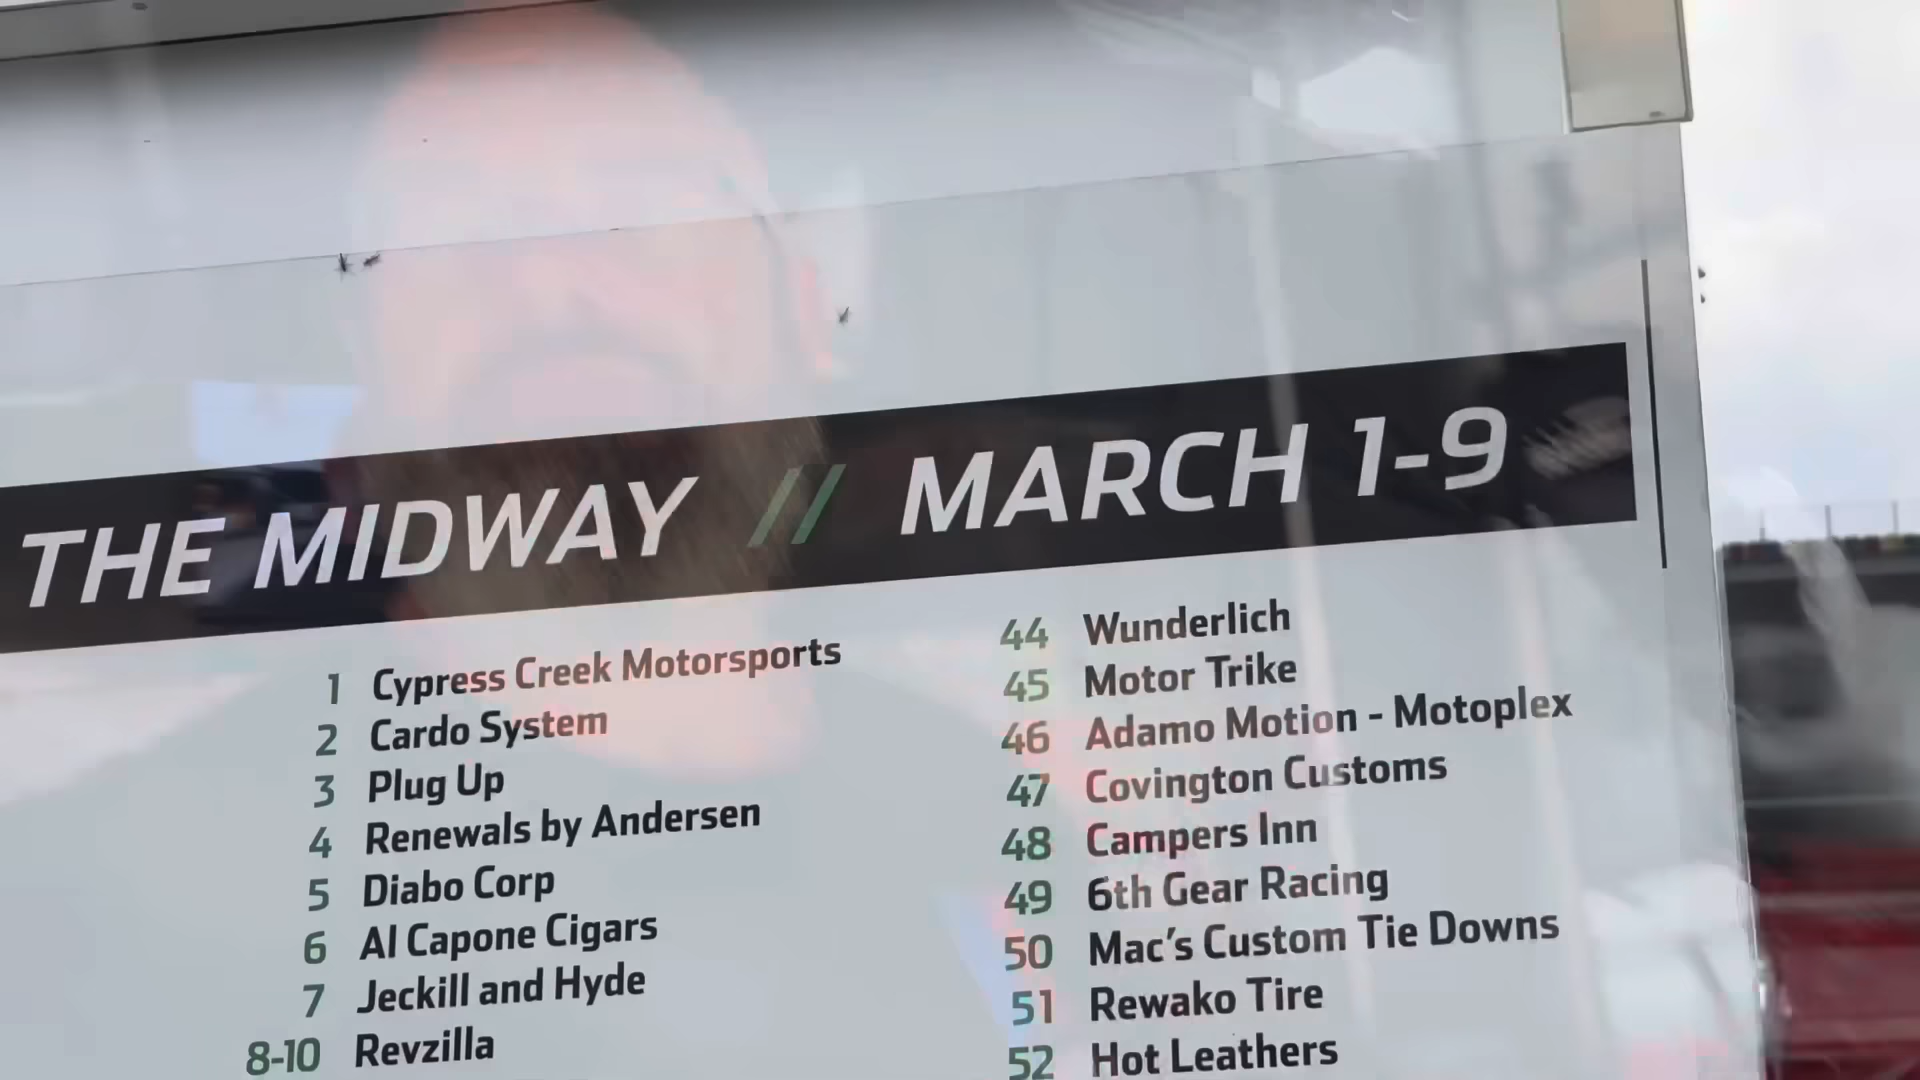 THE MIDWAY // MARCH 1-9
1 Cypress Creek Motorsports
2 Cardo System
3 Plug Up
4 Renewals by Andersen
5 Diabo Corp
6 Al Capone Cigars
7 Jeckill and Hyde
8-10 Revzilla
44 Wunderlich
45 Motor Trike
46 Adamo Motion - Motoplex
47 Covington Customs
48 Campers Inn
49 6th Gear Racing
50 Mac's Custom Tie Downs
51 Rewako Tire
52 Hot Leathers